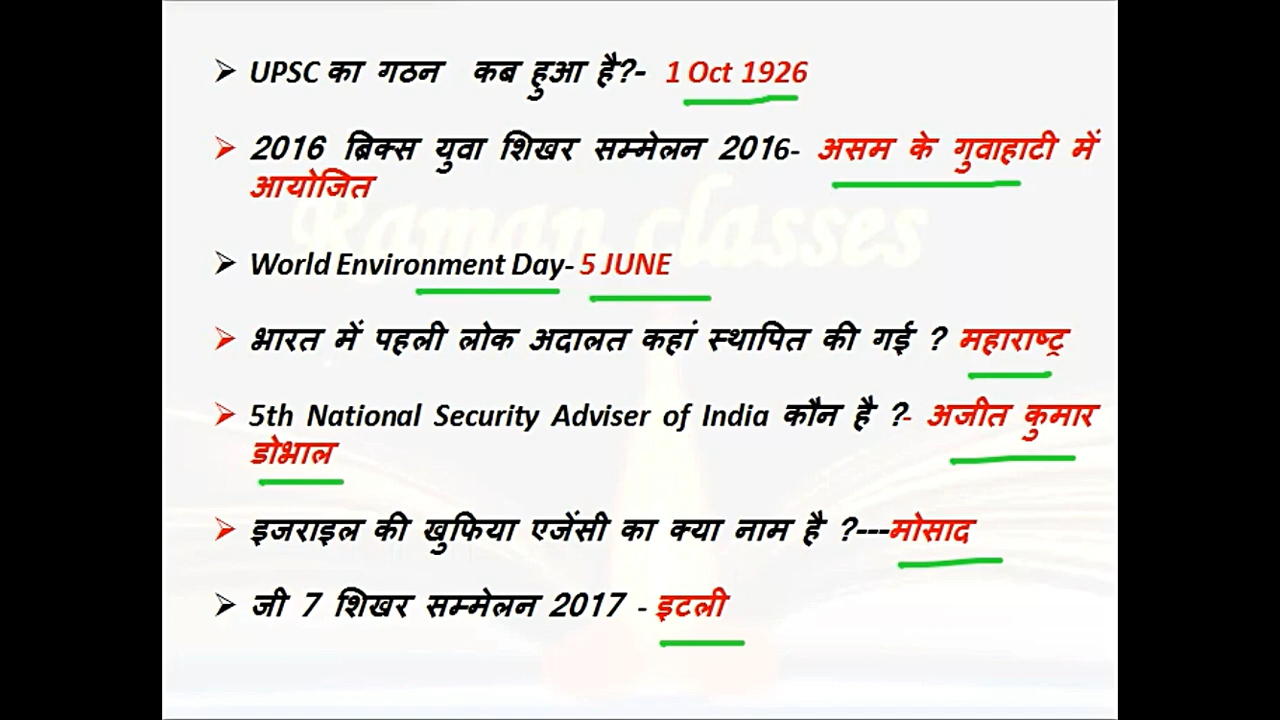 UPSC का गठन कब हुआ है?- 1 Oct 1926
2016 ब्रिक्स युवा शिखर सम्मेलन 2016- असम के गुवाहाटी में
आयोजित
Raman classes
World Environment Day- 5 JUNE
भारत में पहली लोक अदालत कहां स्थापित की गई ? महाराष्ट्र
5th National Security Adviser of India कौन है ?- अजीत कुमार
डोभाल
इजराइल की खुफिया एजेंसी का क्या नाम है ?---मोसाद
जी 7 शिखर सम्मेलन 2017 - इटली